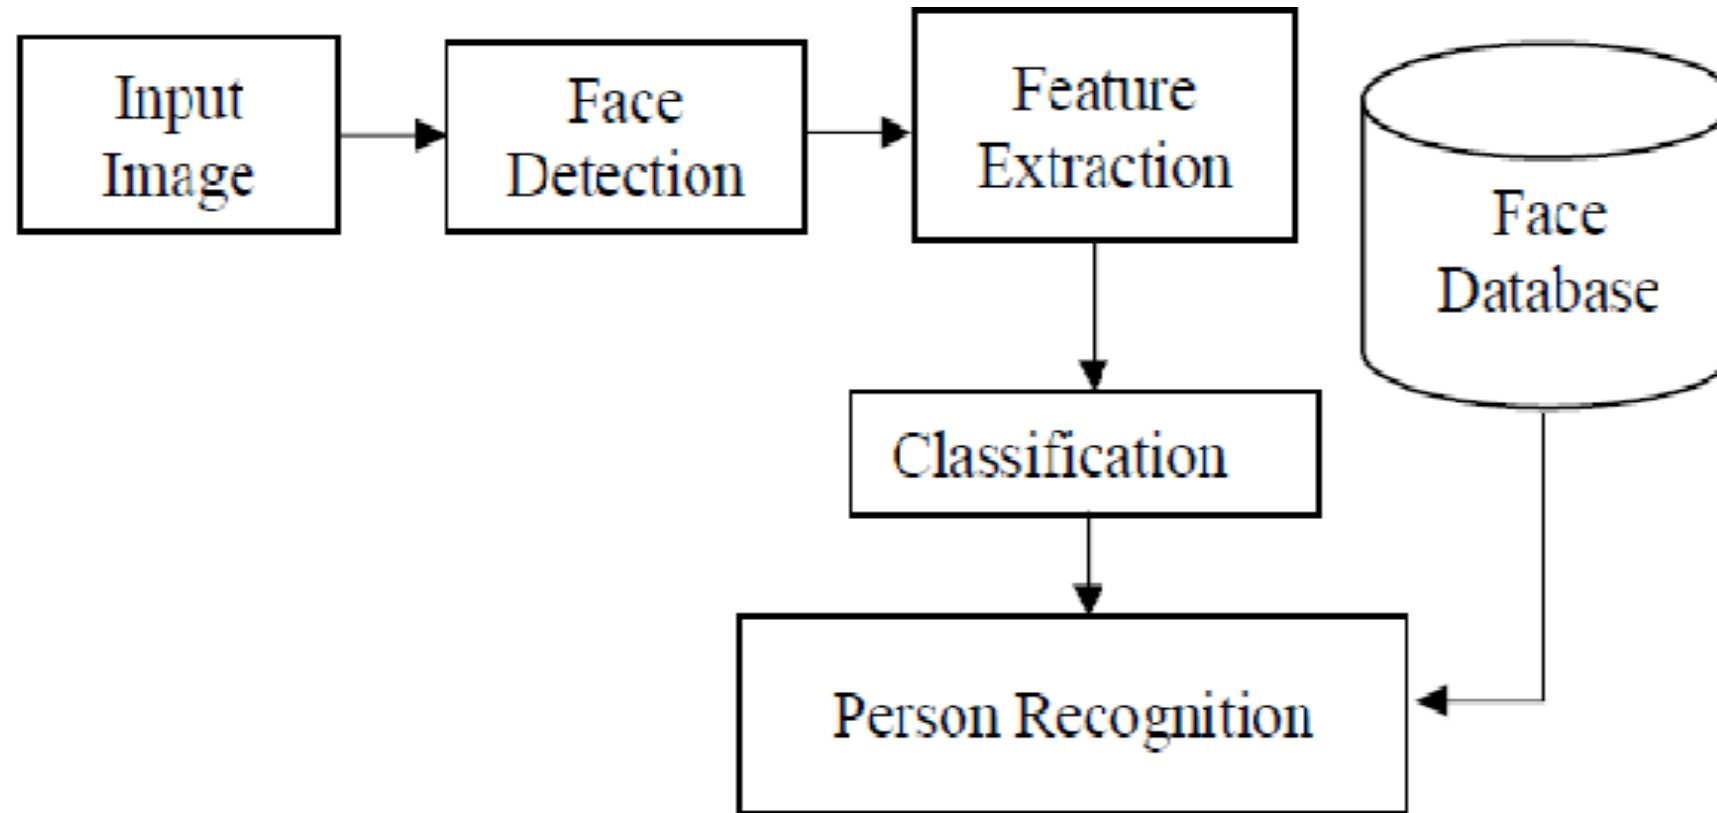 Input
Image
Face
Detection
Feature
Extraction
Face
Database
Classification
Person Recognition